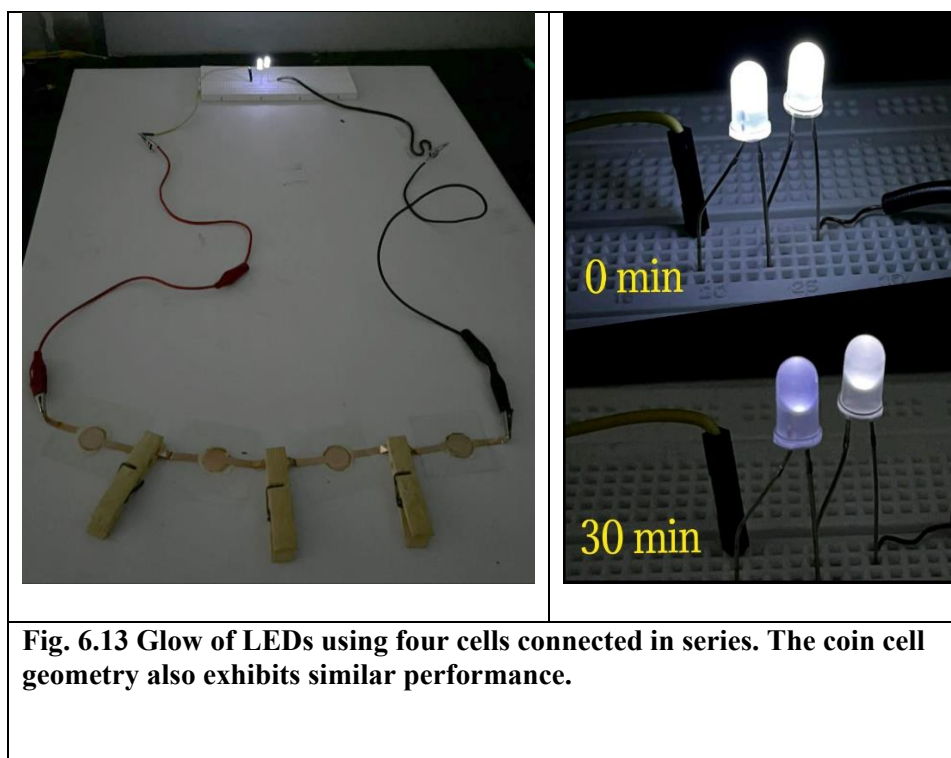 0 min
30 min
Fig. 6.13 Glow of LEDs using four cells connected in series. The coin cell
geometry also exhibits similar performance.